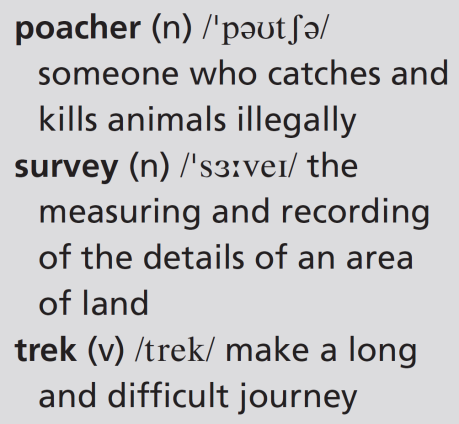 poacher (n) /ˈpəʊtʃə/
someone who catches and
kills animals illegally
survey (n) /ˈsɜːveɪ/ the
measuring and recording
of the details of an area
of land
trek (v) /trek/ make a long
and difficult journey